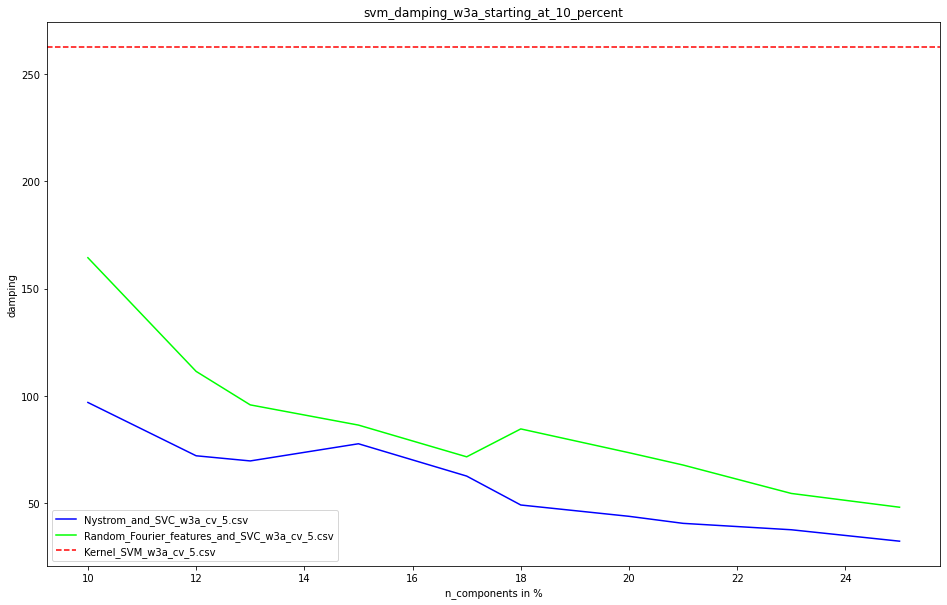 svm_damping_w3a_starting_at_10_percent
250
200
150
100
50
damping
Nystrom_and_SVC_w3a_cv_5.csv
Random_Fourier_features_and_SVC_w3a_cv_5.csv
Kernel_SVM_w3a_cv_5.csv
10 12 14 16 18 20 22 24
n_components in %